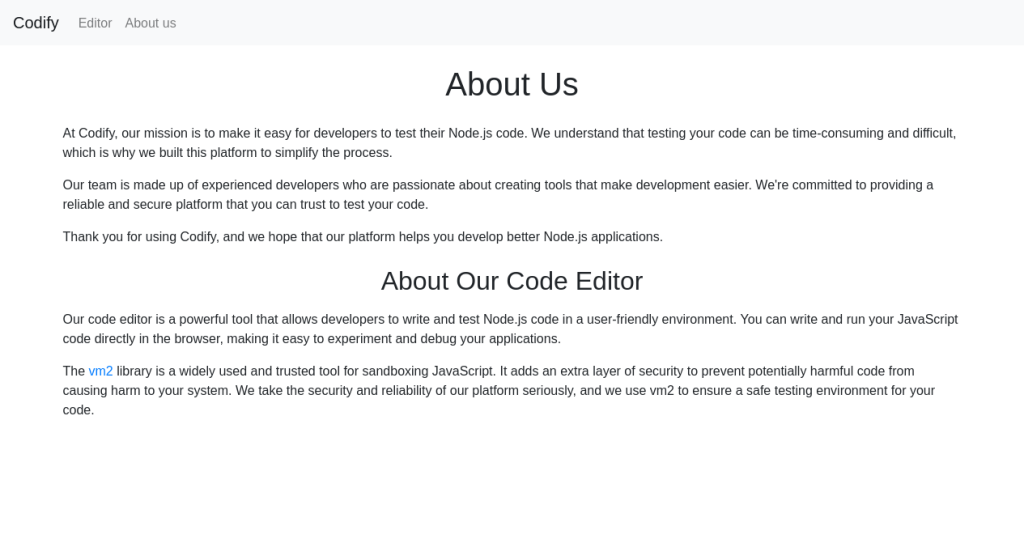 Codify Editor About us
About Us
At Codify, our mission is to make it easy for developers to test their Node.js code. We understand that testing your code can be time-consuming and difficult,
which is why we built this platform to simplify the process.
Our team is made up of experienced developers who are passionate about creating tools that make development easier. We're committed to providing a
reliable and secure platform that you can trust to test your code.
Thank you for using Codify, and we hope that our platform helps you develop better Node.js applications.
About Our Code Editor
Our code editor is a powerful tool that allows developers to write and test Node.js code in a user-friendly environment. You can write and run your JavaScript
code directly in the browser, making it easy to experiment and debug your applications.
The vm2 library is a widely used and trusted tool for sandboxing JavaScript. It adds an extra layer of security to prevent potentially harmful code from
causing harm to your system. We take the security and reliability of our platform seriously, and we use vm2 to ensure a safe testing environment for your
code.